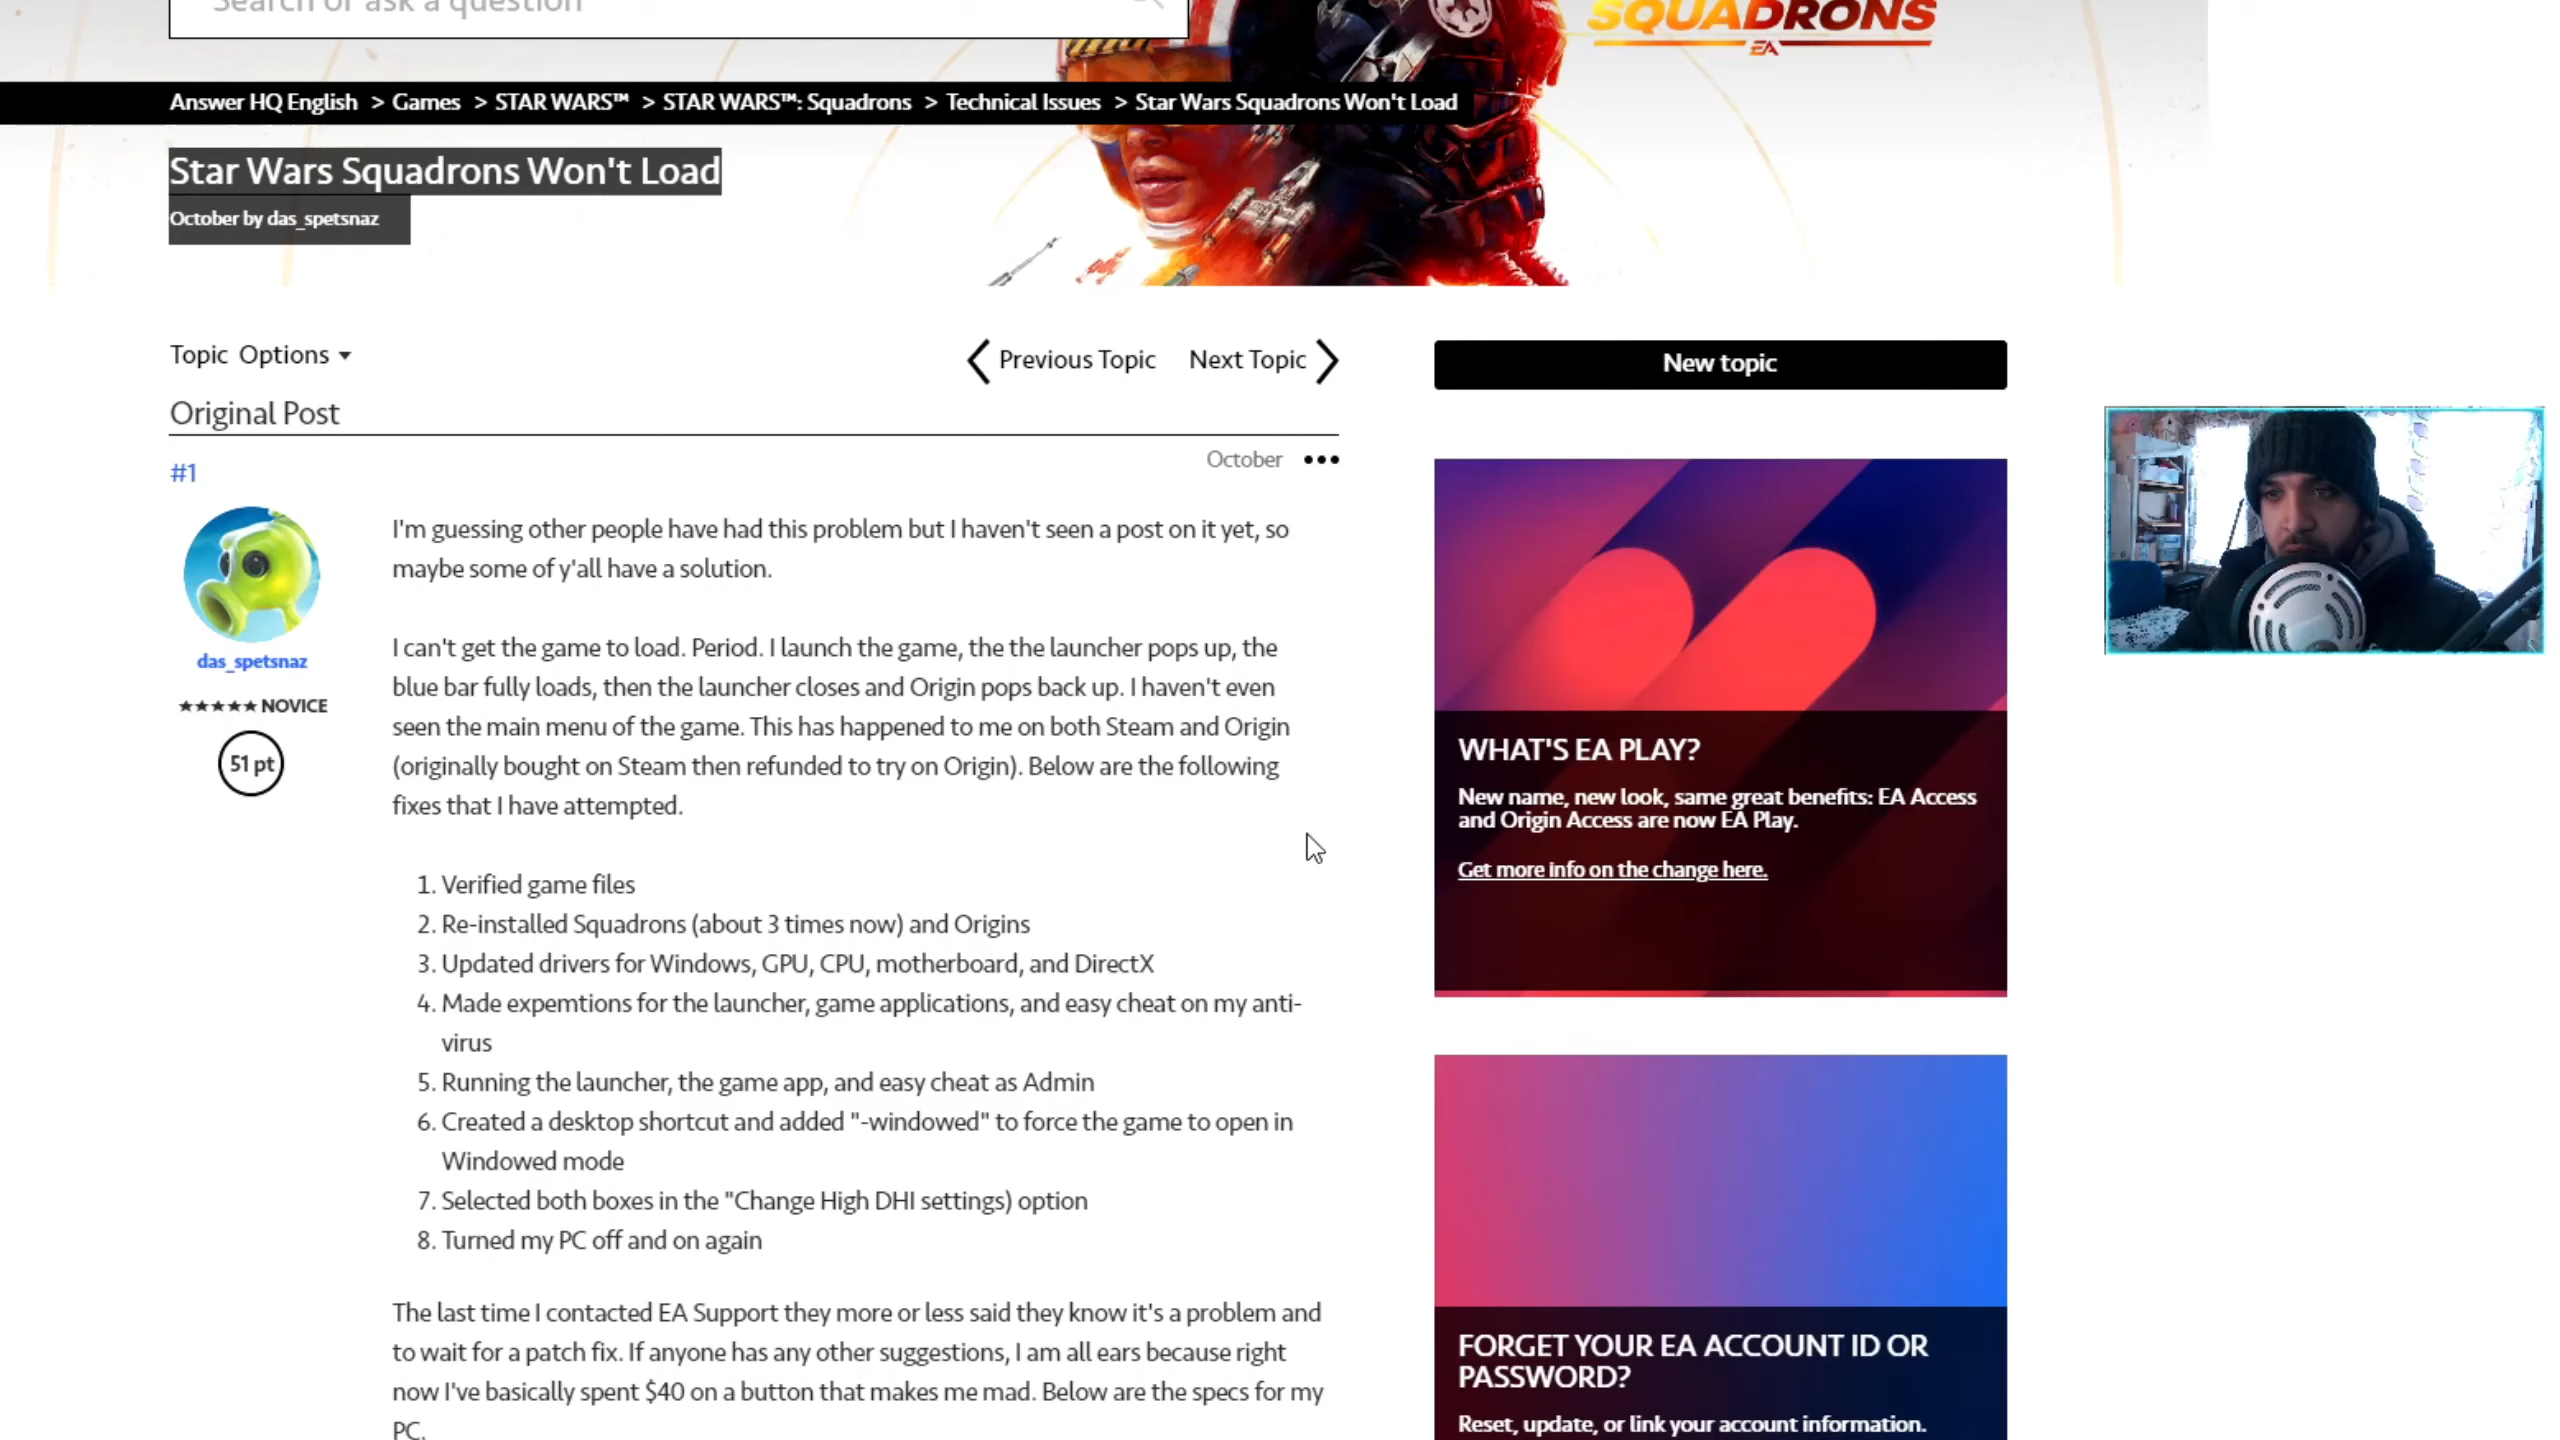 Search or ask a question
SQUADRONS
EA
Answer HQ English > Games > STAR WARS™ > STAR WARS™: Squadrons > Technical Issues > Star Wars Squadrons Won't Load
Star Wars Squadrons Won't Load
October by das_spetsnaz
Topic Options
Previous Topic Next Topic
New topic
Original Post
#1
October •••
das_spetsnaz
★★★★★ NOVICE
51 pt
I'm guessing other people have had this problem but I haven't seen a post on it yet, so
maybe some of y'all have a solution.
I can't get the game to load. Period. I launch the game, the the launcher pops up, the
blue bar fully loads, then the launcher closes and Origin pops back up. I haven't even
seen the main menu of the game. This has happened to me on both Steam and Origin
(originally bought on Steam then refunded to try on Origin). Below are the following
fixes that I have attempted.
1. Verified game files
2. Re-installed Squadrons (about 3 times now) and Origins
3. Updated drivers for Windows, GPU, CPU, motherboard, and DirectX
4. Made expemtions for the launcher, game applications, and easy cheat on my anti-
virus
5. Running the launcher, the game app, and easy cheat as Admin
6. Created a desktop shortcut and added "-windowed" to force the game to open in
Windowed mode
7. Selected both boxes in the "Change High DHI settings) option
8. Turned my PC off and on again
The last time I contacted EA Support they more or less said they know it's a problem and
to wait for a patch fix. If anyone has any other suggestions, I am all ears because right
now I've basically spent $40 on a button that makes me mad. Below are the specs for my
PC.
WHAT'S EA PLAY?
New name, new look, same great benefits: EA Access
and Origin Access are now EA Play.
Get more info on the change here.
FORGET YOUR EA ACCOUNT ID OR
PASSWORD?
Reset, update, or link your account information.